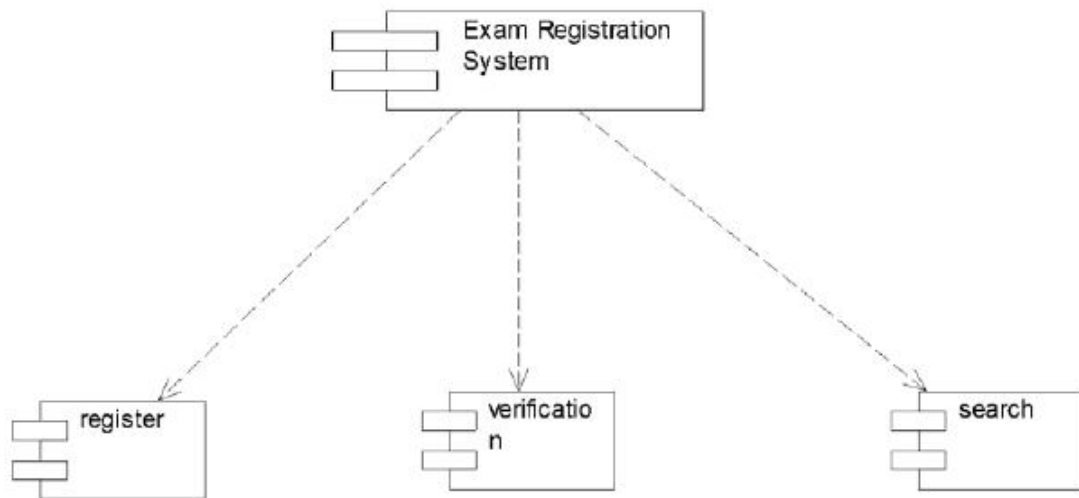 Exam Registration
System
register
verificatio
n
search